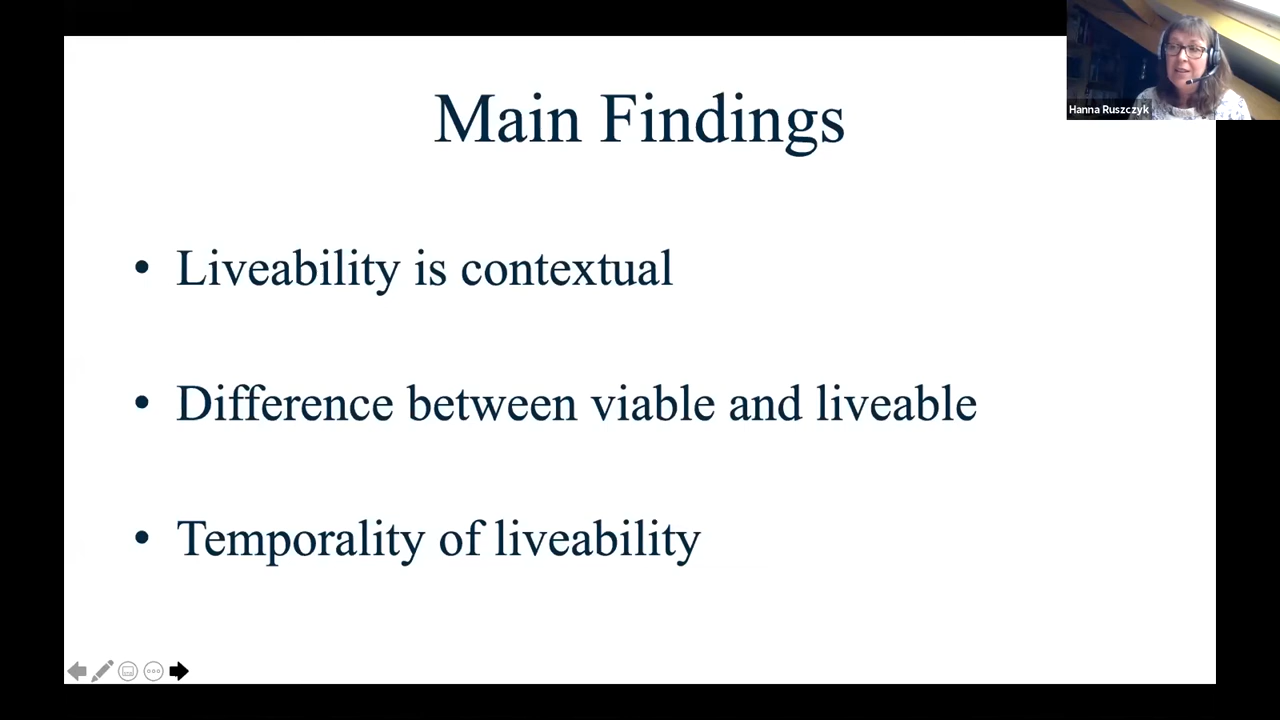 Main Findings
Hanna Ruszczyk
• Liveability is contextual
• Difference between viable and liveable
• Temporality of liveability